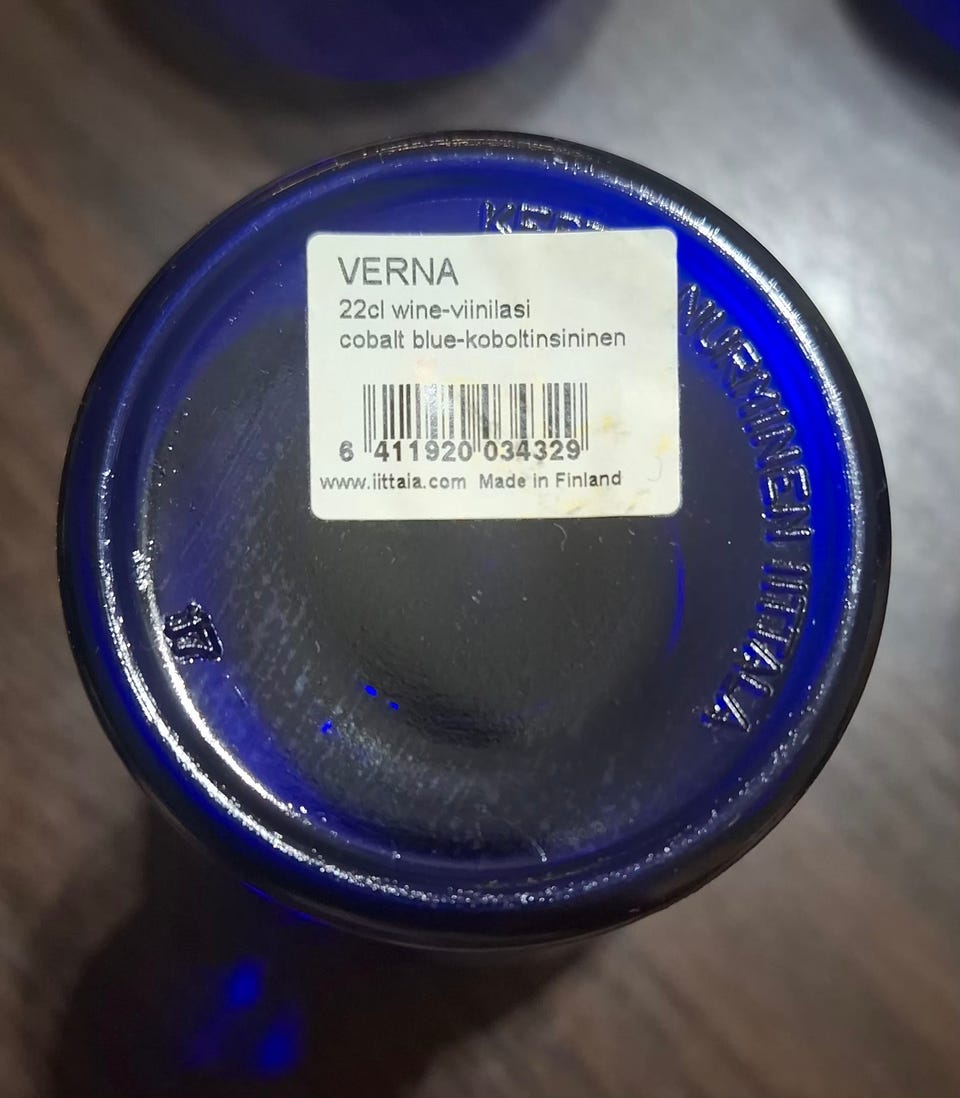 VERNA
22cl wine-viinilasi
cobalt blue-koboltinsininen
6 411920 034329
www.iittala.com Made in Finland
NURMINEN IITTALA